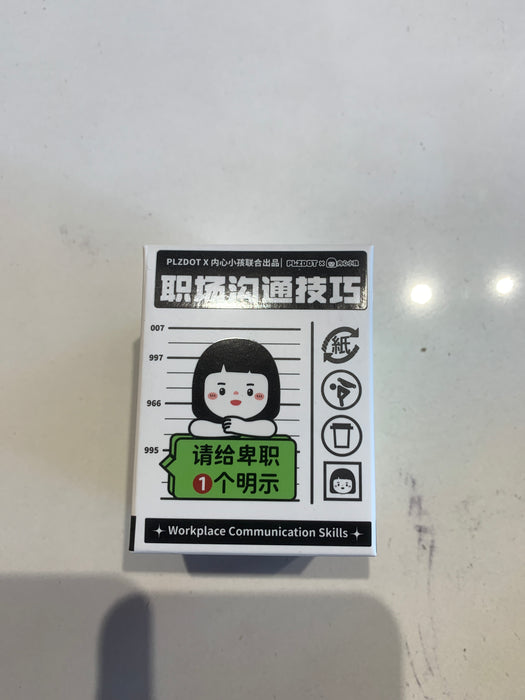 PLZDOT X 内心小孩联合出品| PLZDOT × 内心小孩
职场沟通技巧
007
997
966
995
请给卑职
1个明示
紙
✦ Workplace Communication Skills ✦